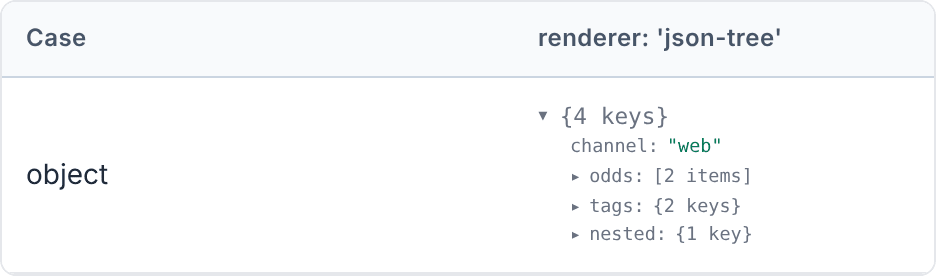 Case renderer: 'json-tree'
▾ {4 keys}
channel: "web"
object
▸ odds: [2 items]
▸ tags: {2 keys}
▸ nested: {1 key}